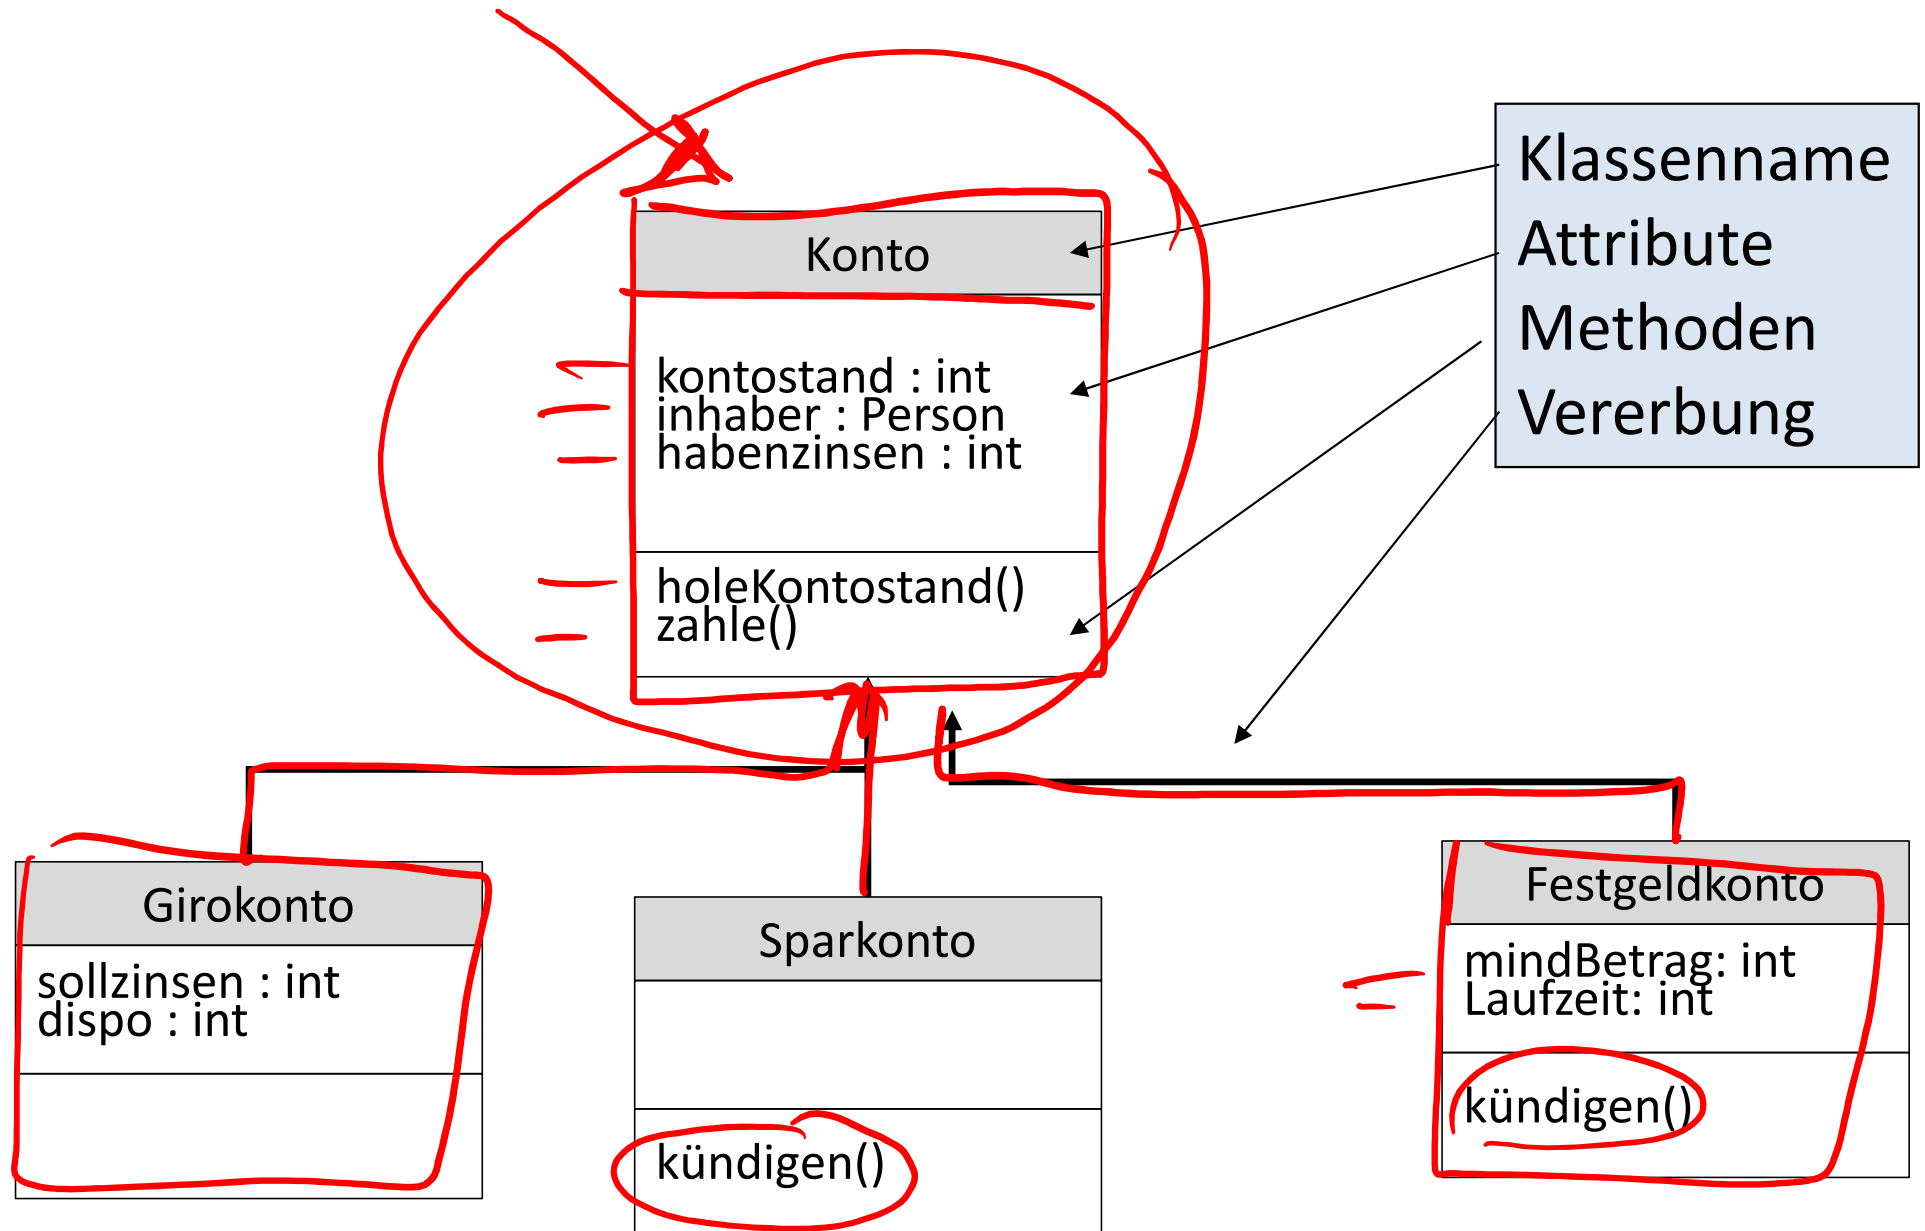 Klassenname
Attribute
Methoden
Vererbung
Konto
kontostand : int
inhaber : Person
habenzinsen : int
holeKontostand()
zahle()
Girokonto
sollzinsen : int
dispo : int
Sparkonto
kündigen()
Festgeldkonto
mindBetrag: int
Laufzeit: int
kündigen()